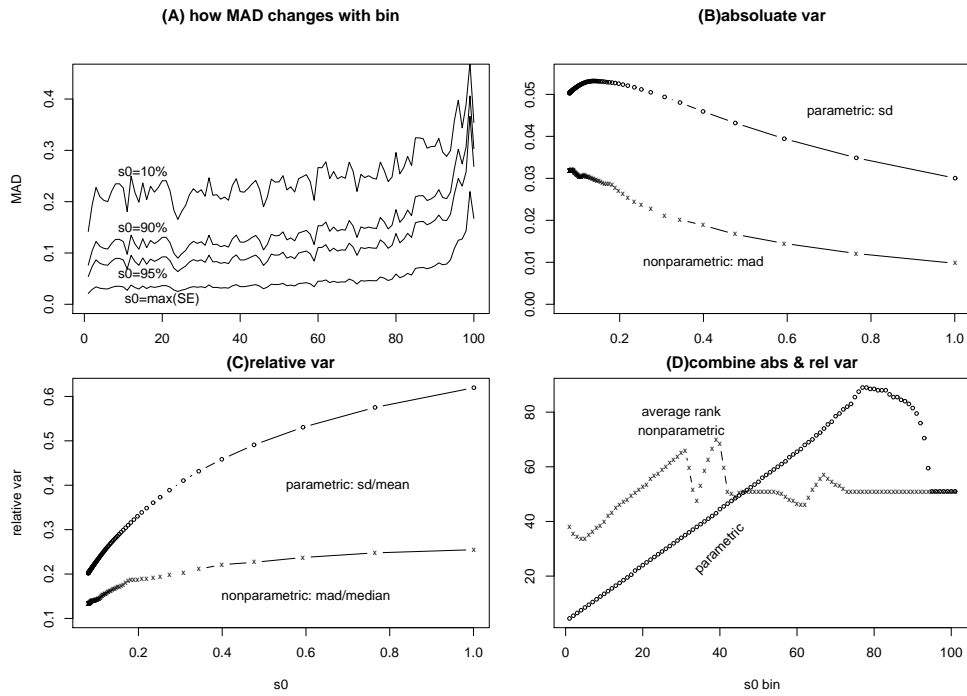 (A) how MAD changes with bin
MAD
0.0 0.1 0.2 0.3 0.4
s0=10%
s0=90%
s0=95%
s0=max(SE)
0 20 40 60 80 100
(B)absoluate var
0.00 0.01 0.02 0.03 0.04 0.05
parametric: sd
nonparametric: mad
0.2 0.4 0.6 0.8 1.0
(C)relative var
relative var
0.1 0.2 0.3 0.4 0.5 0.6
parametric: sd/mean
nonparametric: mad/median
0.2 0.4 0.6 0.8 1.0
s0
(D)combine abs & rel var
20 40 60 80
average rank
nonparametric
parametric
0 20 40 60 80 100
s0 bin